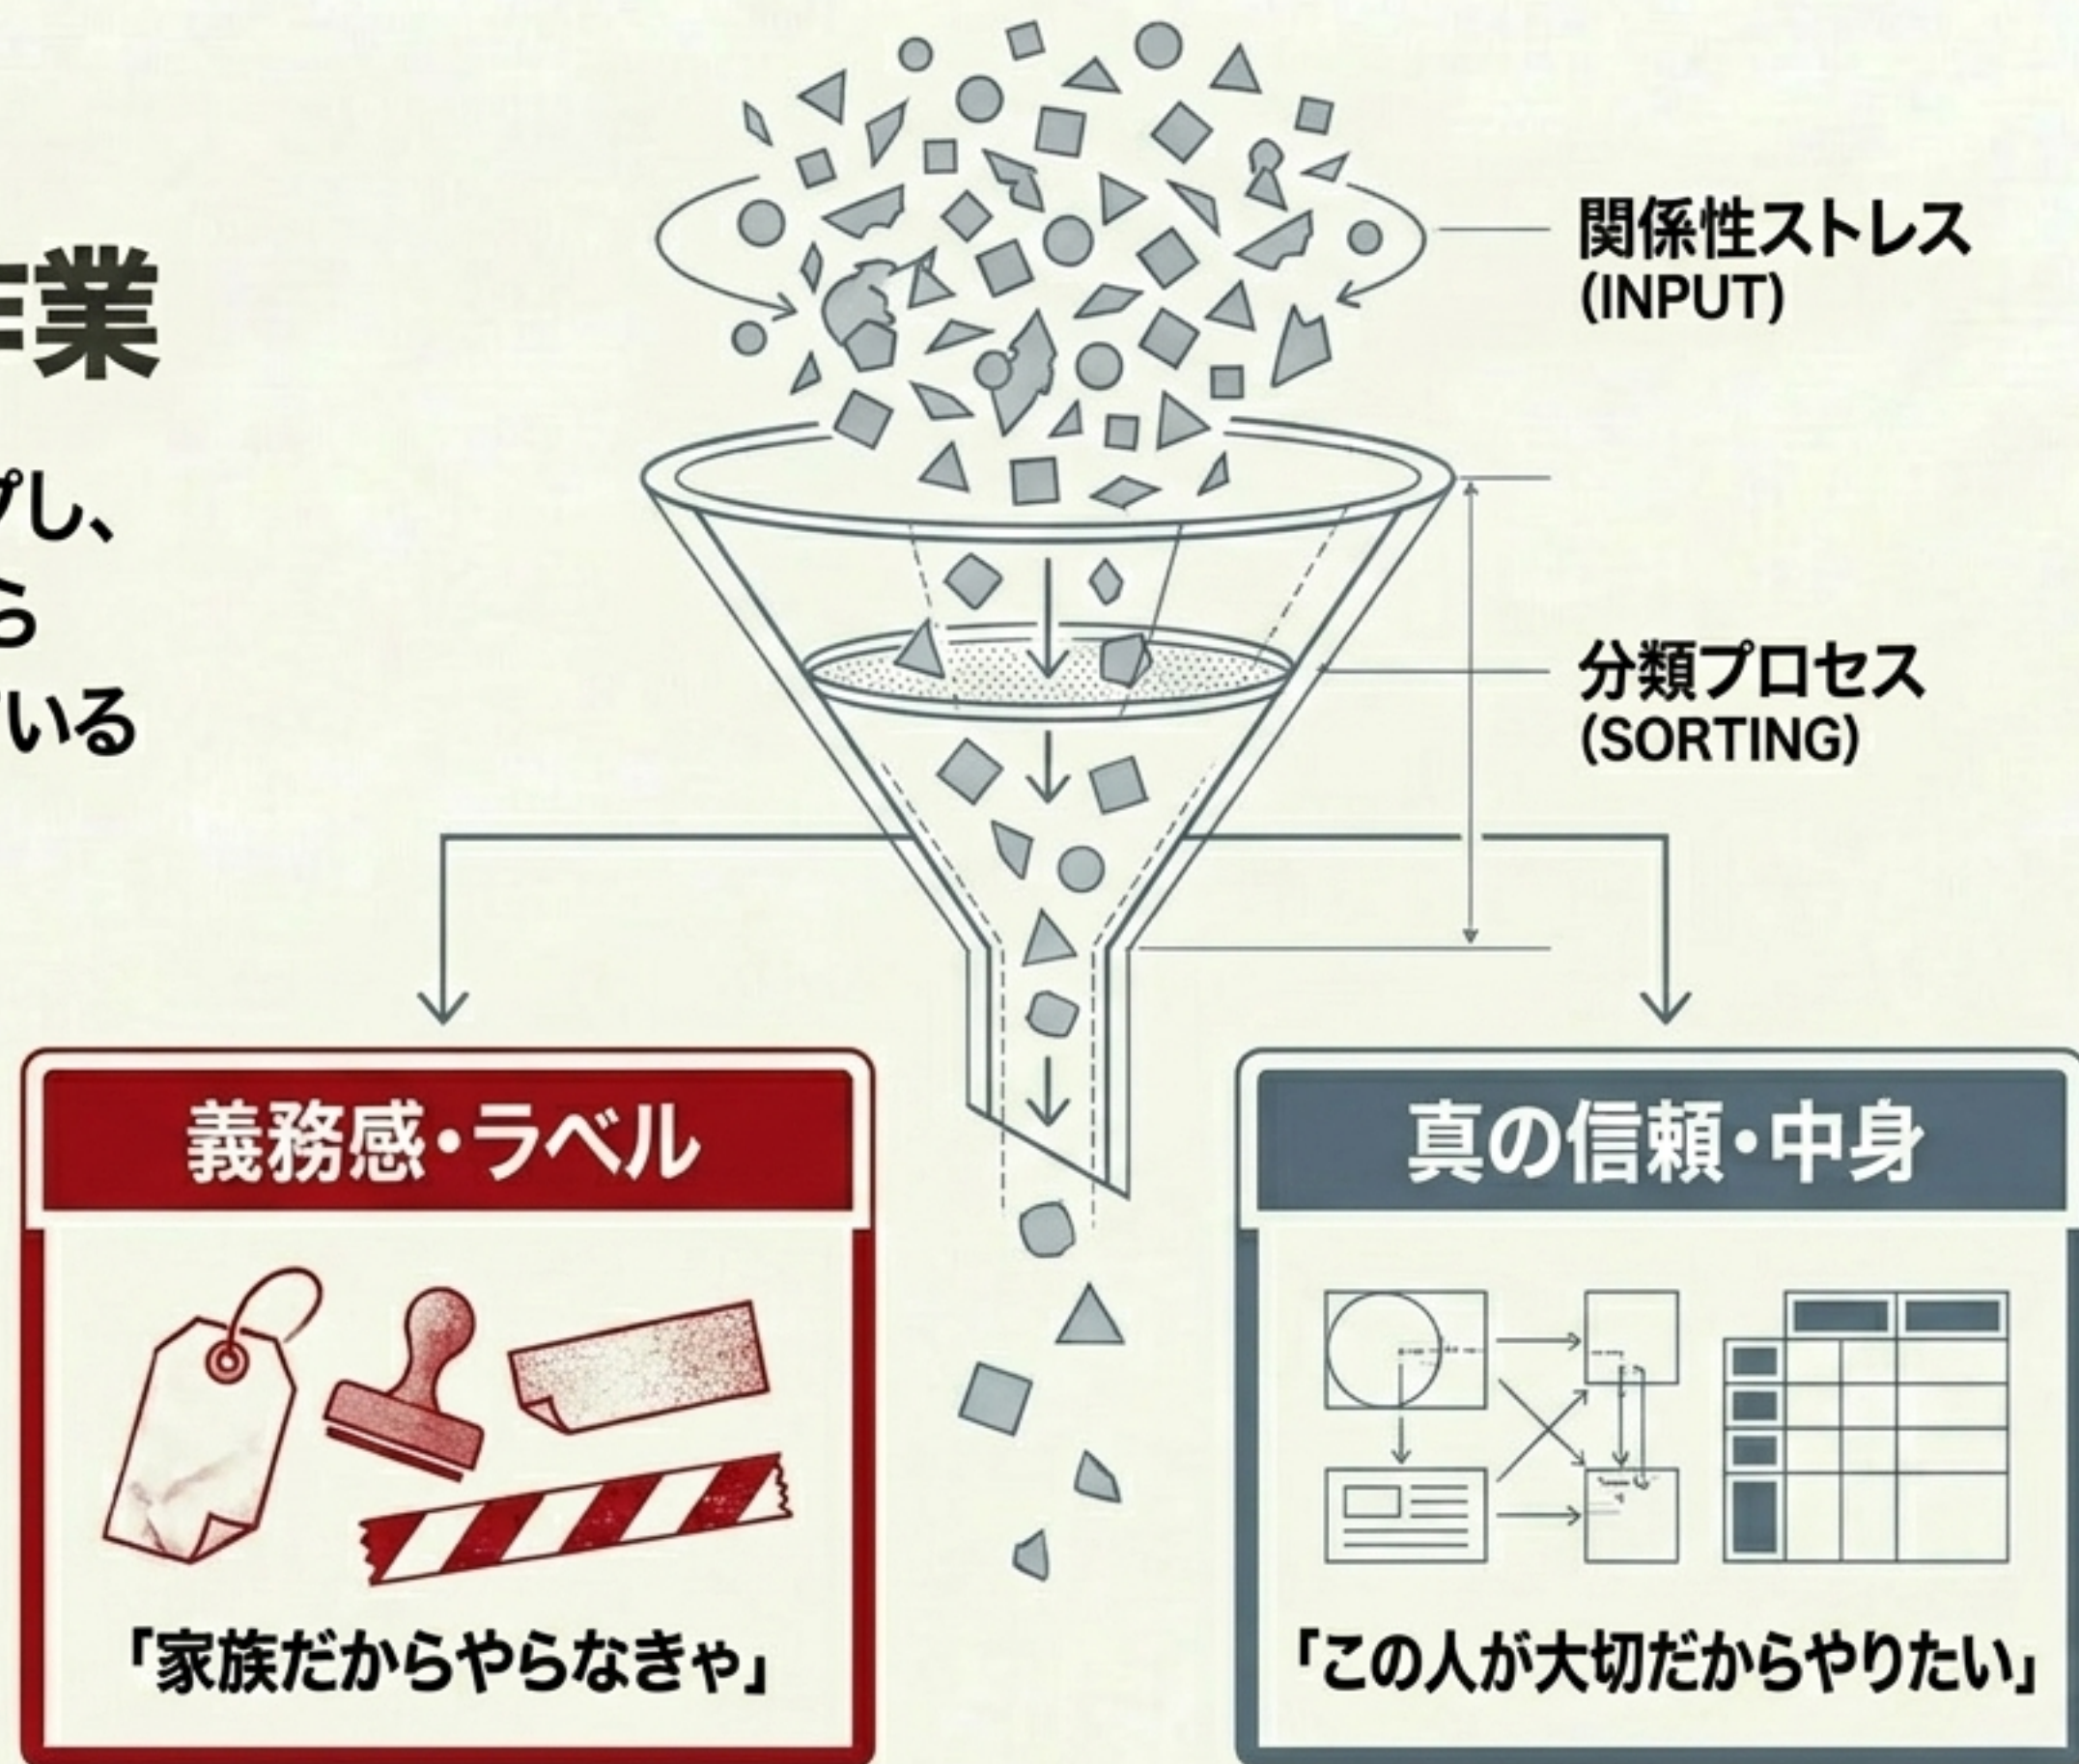 作業
プし、
ら
ている
関係性ストレス
(INPUT)
分類プロセス
(SORTING)
義務感・ラベル
真の信頼・中身
「家族だからやらなきゃ」
「この人が大切だからやりたい」